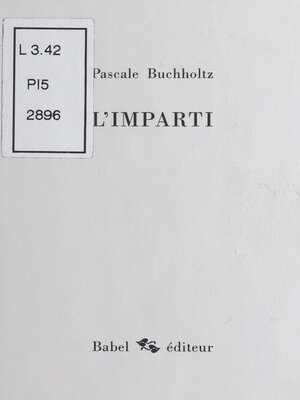 L 3.42
PI5
2896
Pascale Buchholtz
L'IMPARTI
Babel éditeur